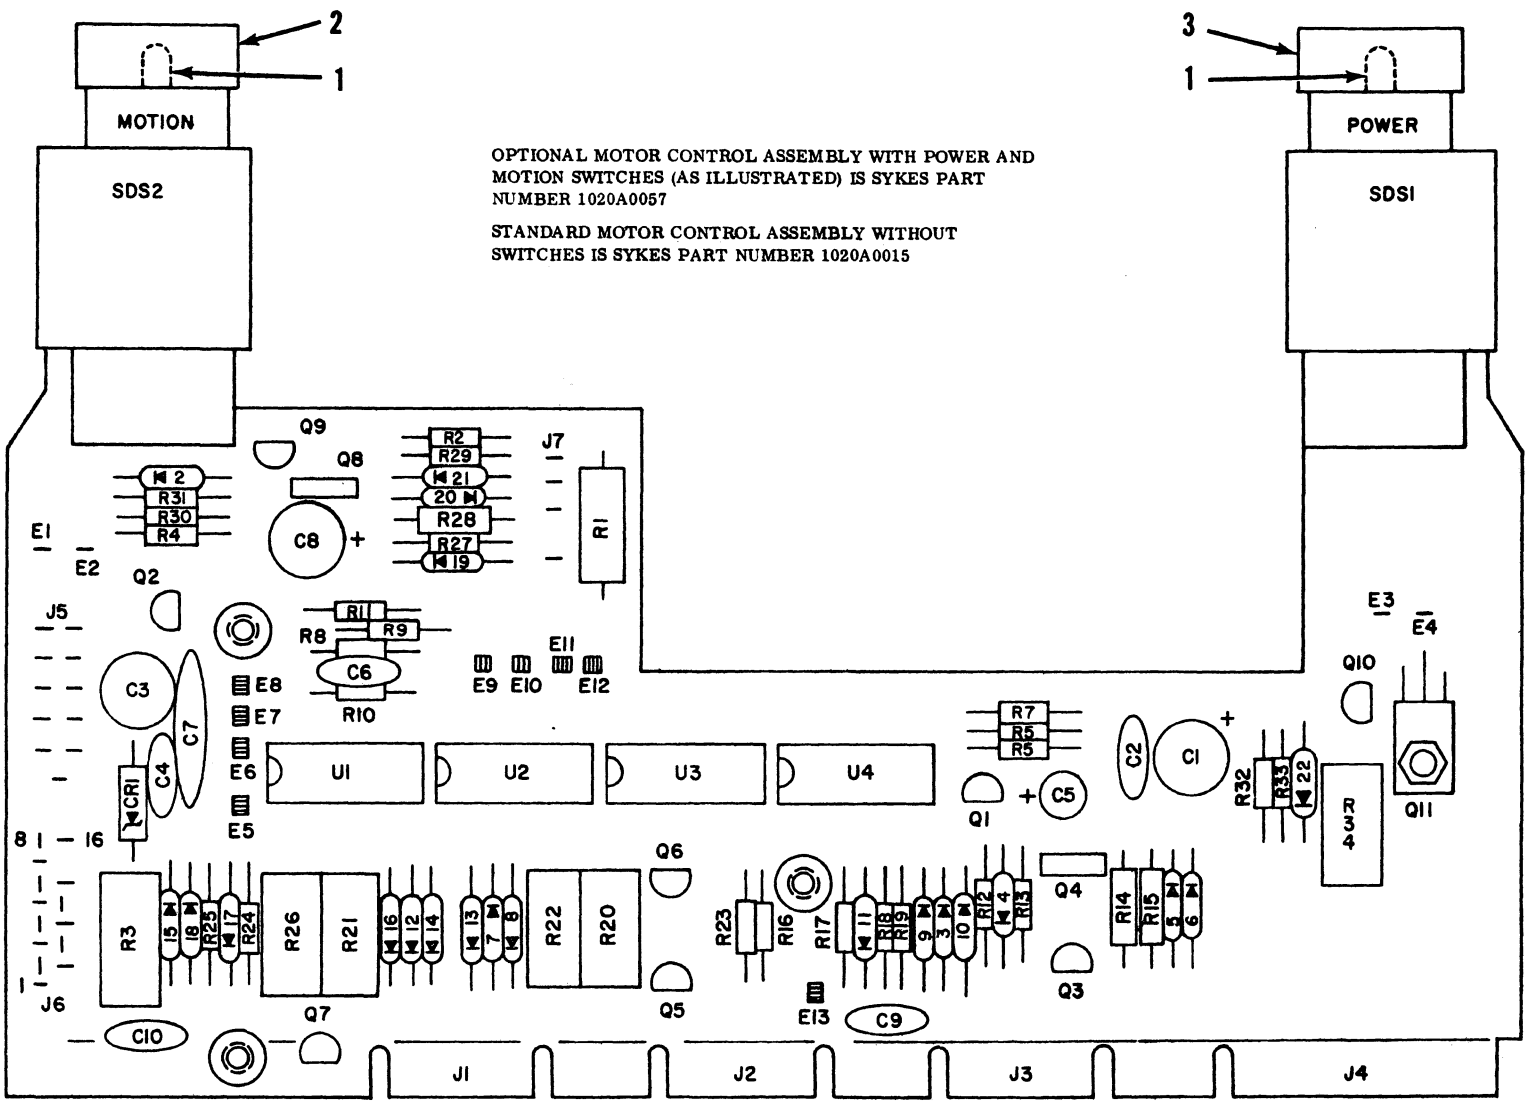 2
3
1
1
MOTION
POWER
SDS2
SDS1
OPTIONAL MOTOR CONTROL ASSEMBLY WITH POWER AND
MOTION SWITCHES (AS ILLUSTRATED) IS SYKES PART
NUMBER 1020A0057
STANDARD MOTOR CONTROL ASSEMBLY WITHOUT
SWITCHES IS SYKES PART NUMBER 1020A0015
Q9
R2
J7
R29
Q8
2
21
R31
20
R30
R28
R4
E1
C8 +
R27
R1
E2
19
Q2
J5
R11
R8
R9
E3
E4
E11
C6
Q10
C3
E8
E9
E10
E12
R10
E7
R7
+
C7
R5
R5
C2
C1
E6
U1
U2
U3
U4
C4
CR1
R32
R33
22
+
C5
E5
Q1
Q11
R34
8
1
16
Q6
Q4
R3
15
18
R25
17
R24
R26
R21
16
12
14
13
7
8
R22
R20
R23
R16
R17
11
R18
R19
9
3
10
R12
4
R13
R14
R15
5
6
1
J6
Q7
Q5
Q3
E13
C9
C10
J1
J2
J3
J4